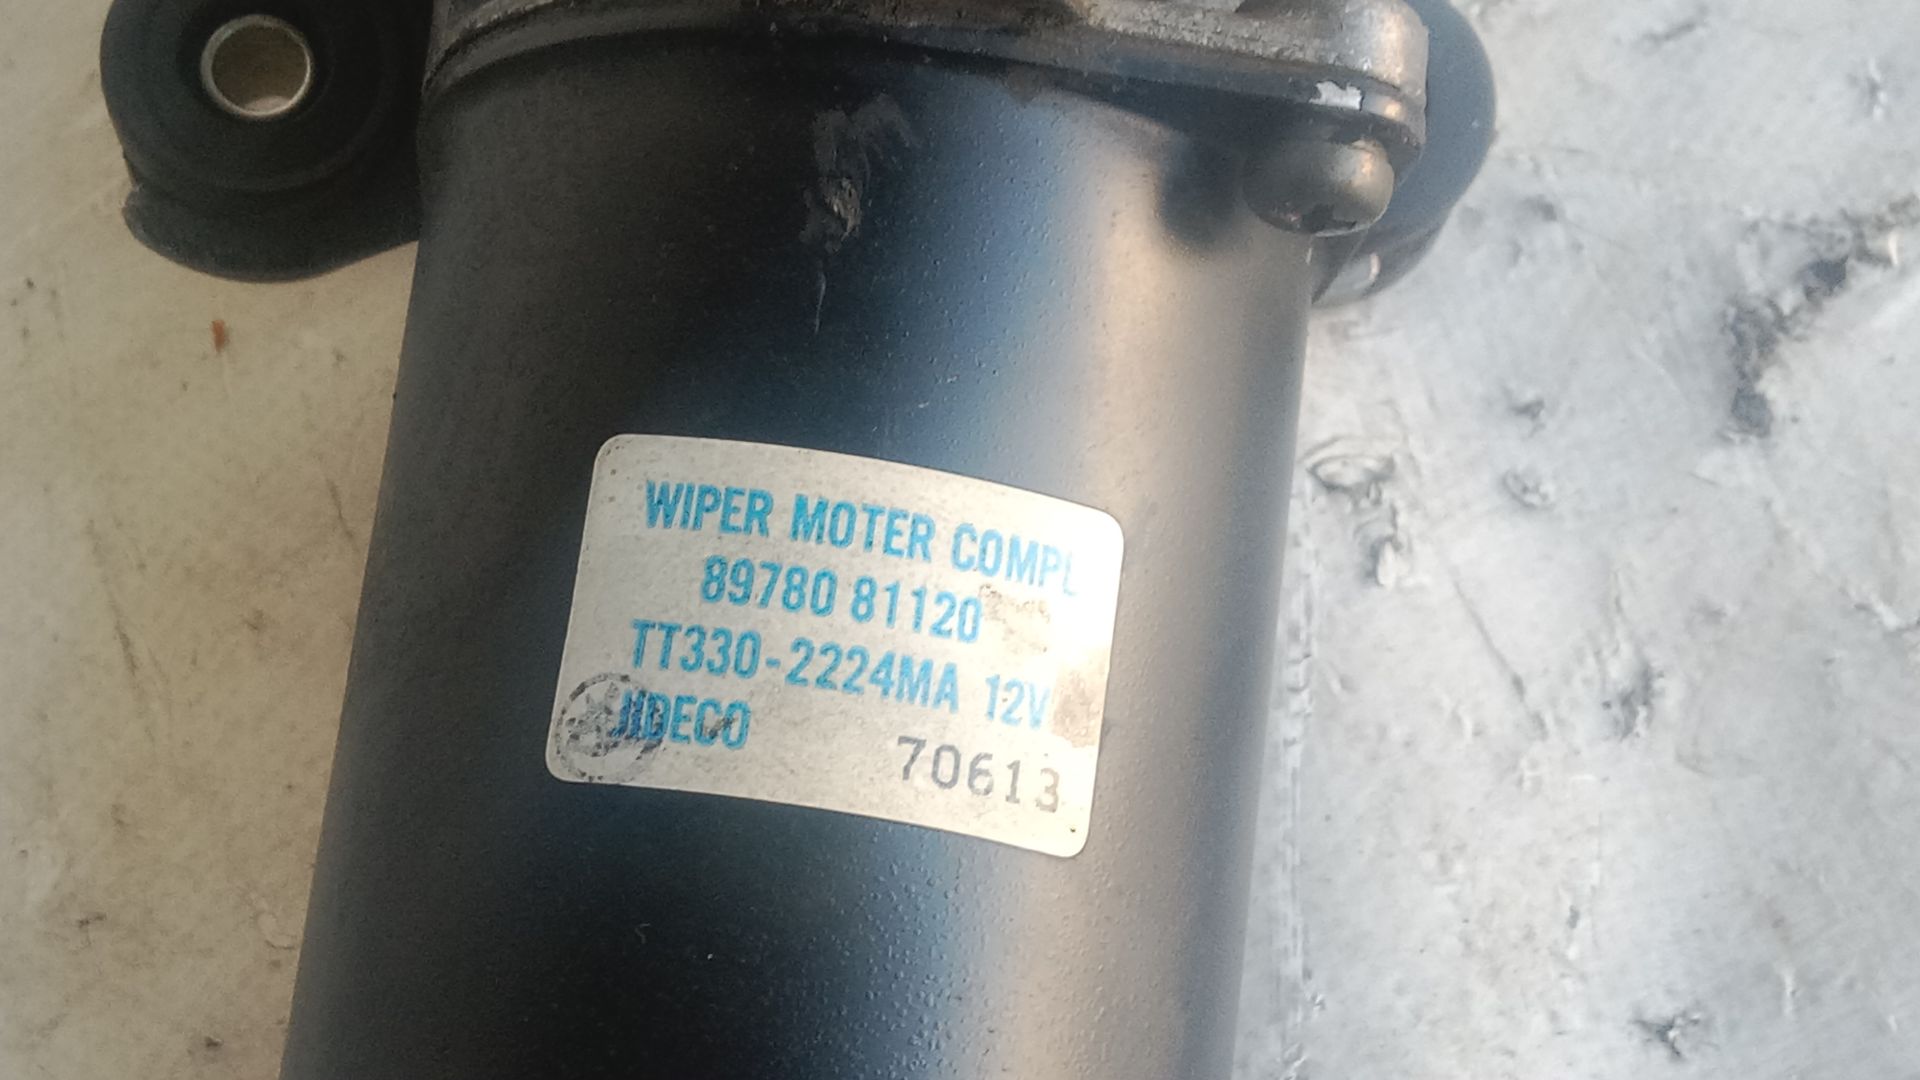 WIPER MOTER COMPL
89780 81120
TT330-2224MA 12V
JIDECO
70613